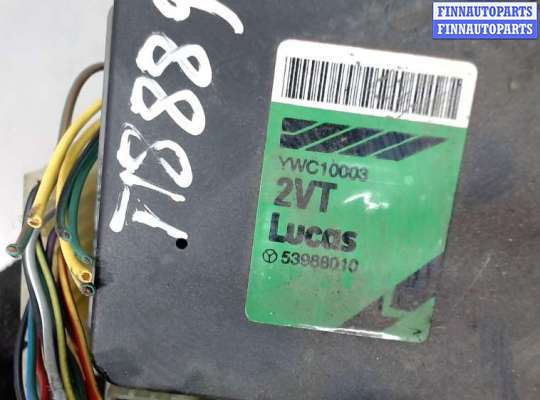 FINNAUTOPARTS
FINNAUTOPARTS
YWC10003
2VT
Lucas
53988010